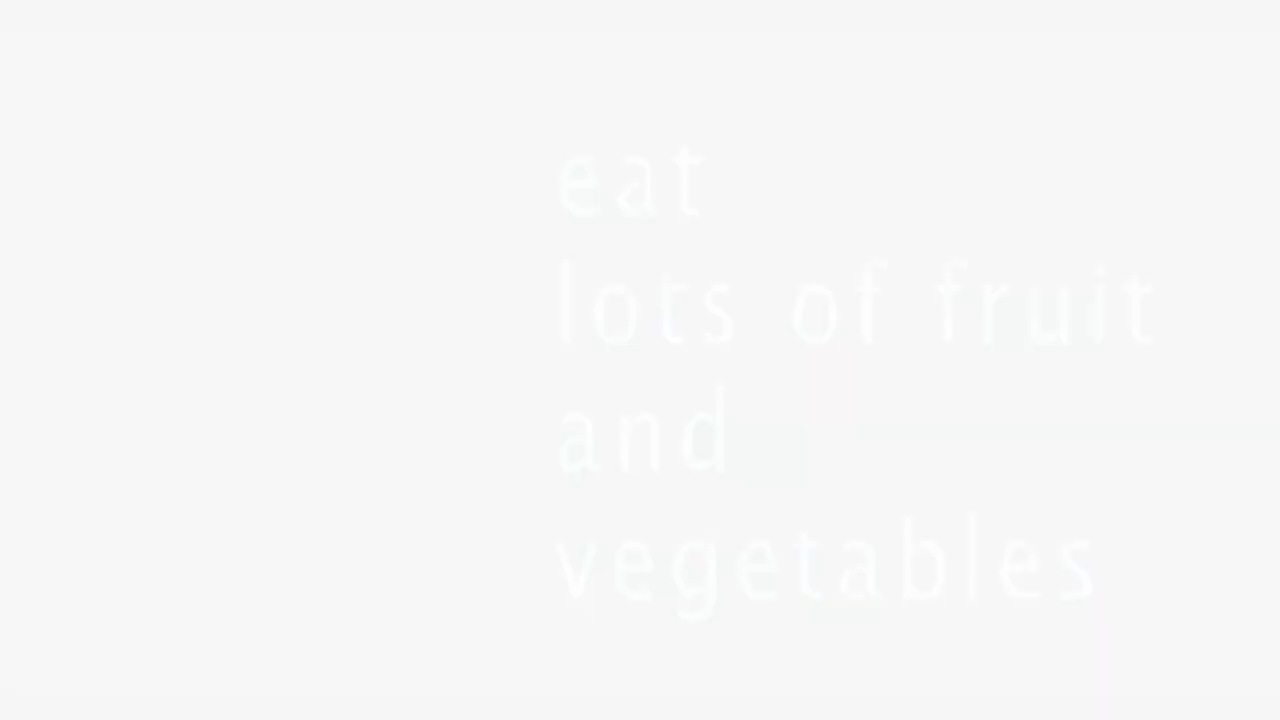 eat
lots of fruit
and
vegetables